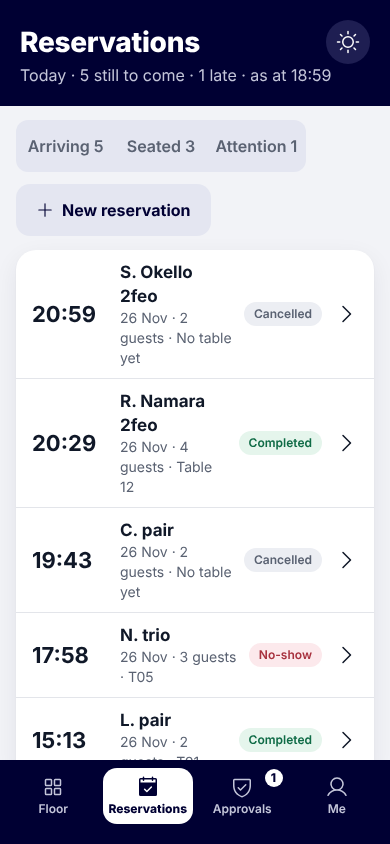 Reservations
Today · 5 still to come · 1 late · as at 18:59
Arriving 5 Seated 3 Attention 1
+ New reservation
S. Okello
2feo
20:59
26 Nov · 2
guests · No table
yet
Cancelled
R. Namara
2feo
20:29
26 Nov · 4
guests · Table
12
Completed
C. pair
19:43
26 Nov · 2
guests · No table
yet
Cancelled
N. trio
17:58
26 Nov · 3 guests
· T05
No-show
L. pair
15:13
26 Nov · 2
Completed
1
Floor Reservations Approvals Me